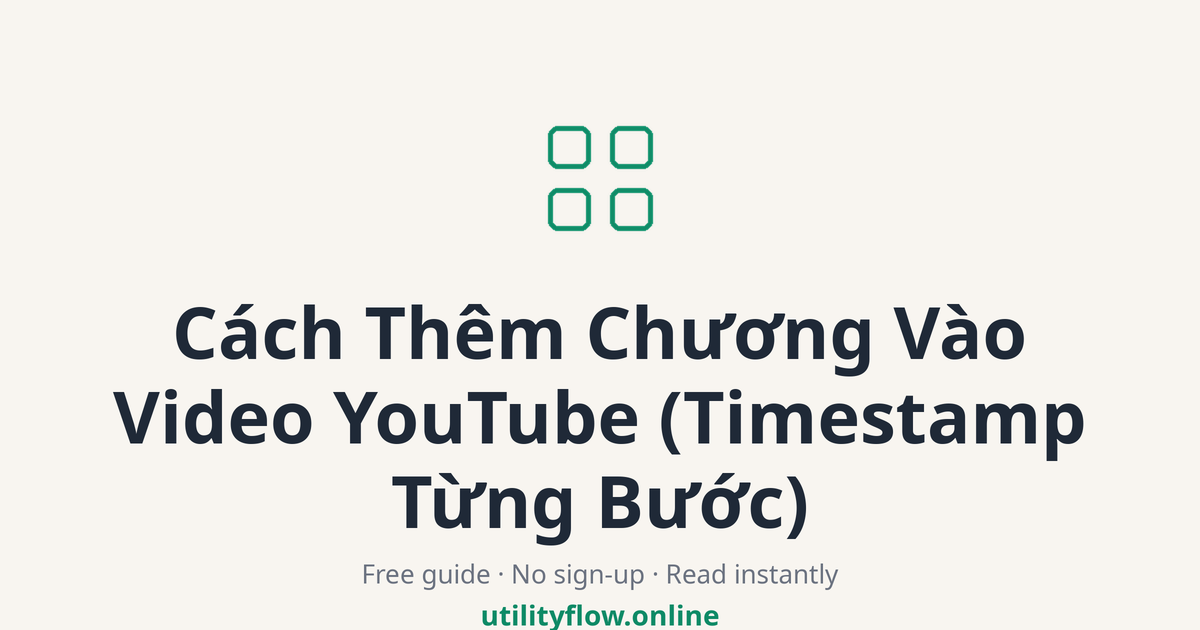 Cách Thêm Chương Vào
Video YouTube (Timestamp
Từng Bước)
Free guide · No sign-up · Read instantly
utilityflow.online